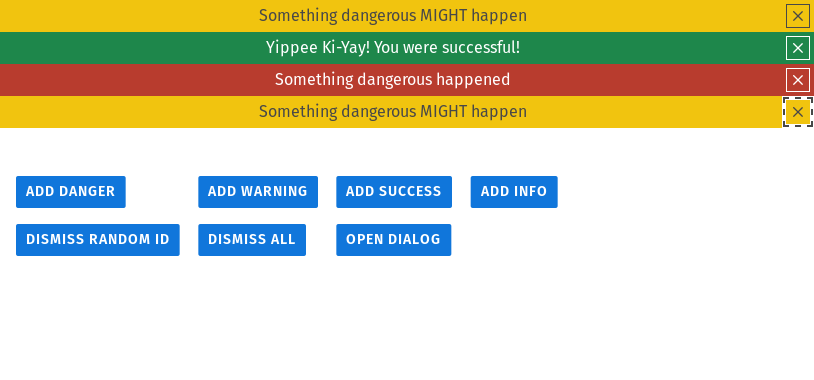 Something dangerous MIGHT happen
Yippee Ki-Yay! You were successful!
Something dangerous happened
Something dangerous MIGHT happen
ADD DANGER ADD WARNING ADD SUCCESS ADD INFO
DISMISS RANDOM ID DISMISS ALL OPEN DIALOG